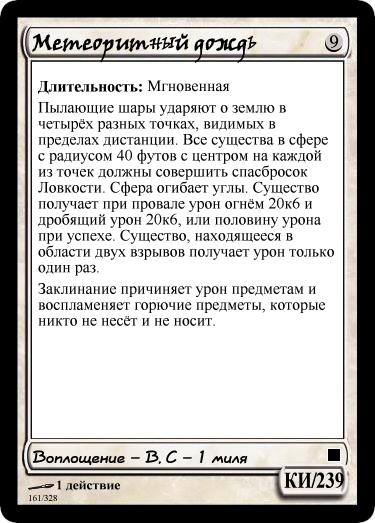 Метеоритный дождь
9
Длительность: Мгновенная
Пылающие шары ударяют о землю в
четырёх разных точках, видимых в
пределах дистанции. Все существа в сфере
с радиусом 40 футов с центром на каждой
из точек должны совершить спасбросок
Ловкости. Сфера огибает углы. Существо
получает при провале урон огнём 20к6 и
дробящий урон 20к6, или половину урона
при успехе. Существо, находящееся в
области двух взрывов получает урон только
один раз.
Заклинание причиняет урон предметам и
воспламеняет горючие предметы, которые
никто не несёт и не носит.
Воплощение – В, С – 1 миля
1 действие
КИ/239
161/328